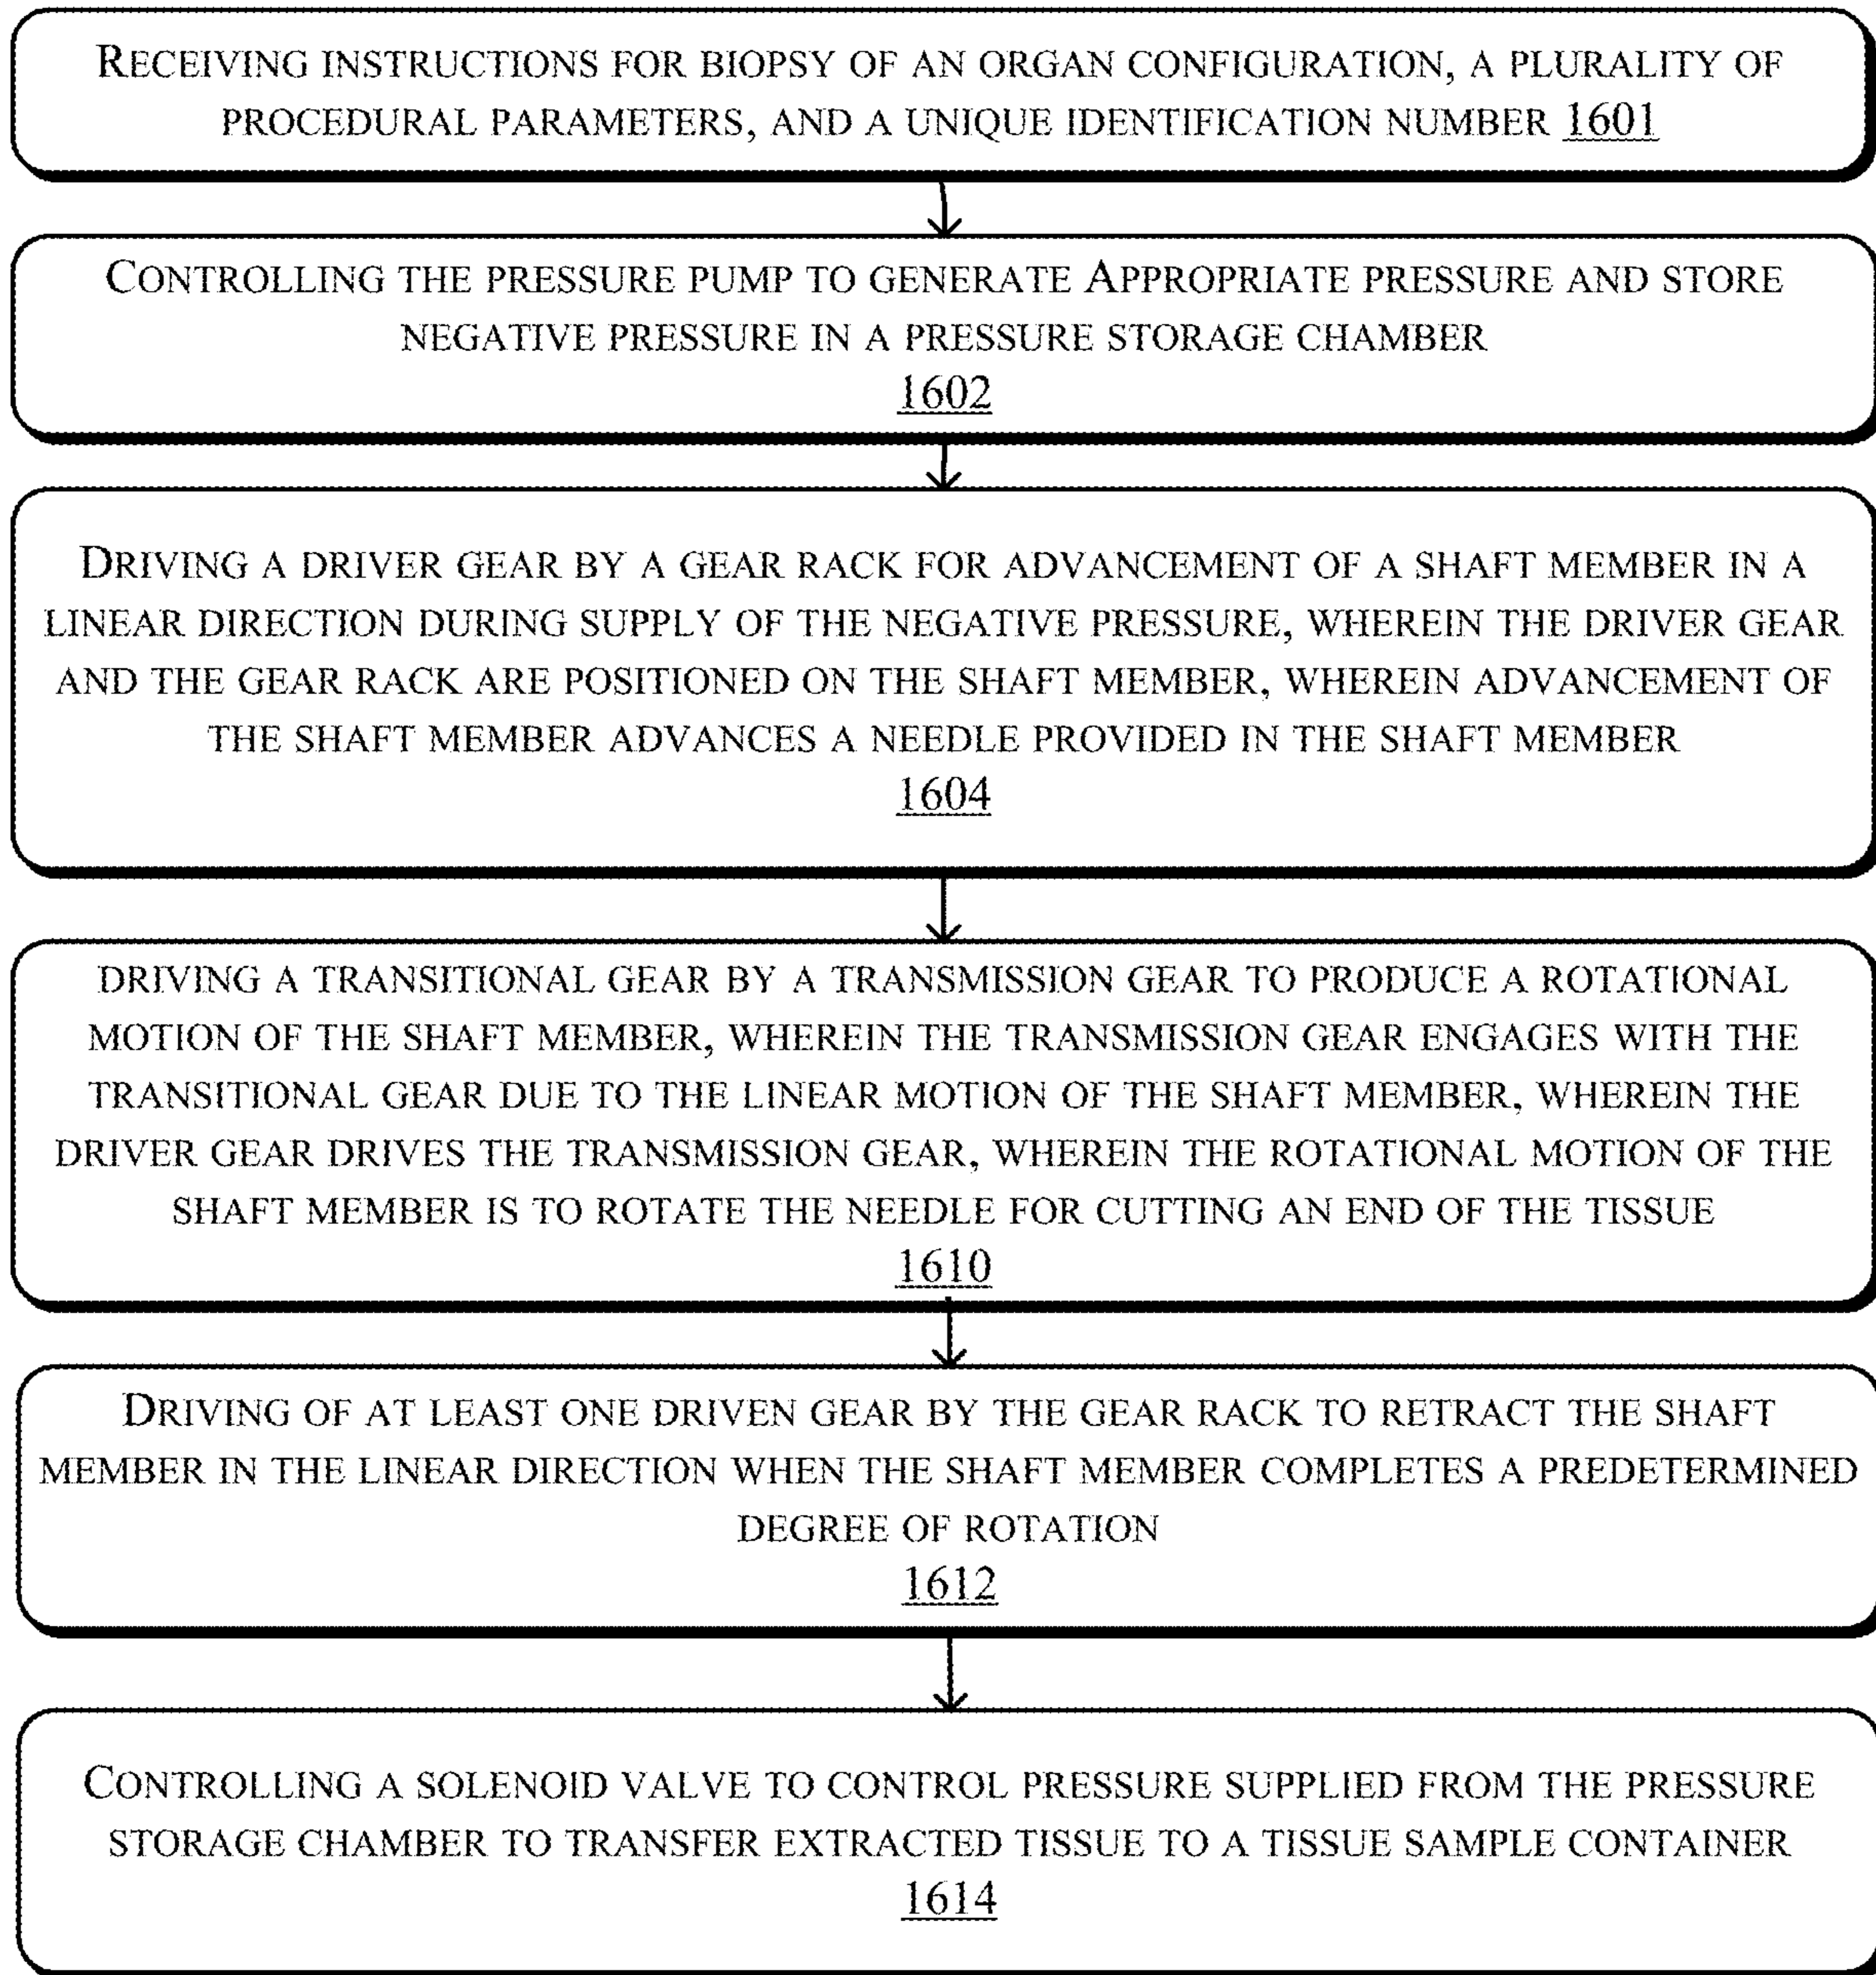 RECEIVING INSTRUCTIONS FOR BIOPSY OF AN ORGAN CONFIGURATION, A PLURALITY OF
PROCEDURAL PARAMETERS, AND A UNIQUE IDENTIFICATION NUMBER 1601
CONTROLLING THE PRESSURE PUMP TO GENERATE APPROPRIATE PRESSURE AND STORE
NEGATIVE PRESSURE IN A PRESSURE STORAGE CHAMBER
1602
DRIVING A DRIVER GEAR BY A GEAR RACK FOR ADVANCEMENT OF A SHAFT MEMBER IN A
LINEAR DIRECTION DURING SUPPLY OF THE NEGATIVE PRESSURE, WHEREIN THE DRIVER GEAR
AND THE GEAR RACK ARE POSITIONED ON THE SHAFT MEMBER, WHEREIN ADVANCEMENT OF
THE SHAFT MEMBER ADVANCES A NEEDLE PROVIDED IN THE SHAFT MEMBER
1604
DRIVING A TRANSITIONAL GEAR BY A TRANSMISSION GEAR TO PRODUCE A ROTATIONAL
MOTION OF THE SHAFT MEMBER, WHEREIN THE TRANSMISSION GEAR ENGAGES WITH THE
TRANSITIONAL GEAR DUE TO THE LINEAR MOTION OF THE SHAFT MEMBER, WHEREIN THE
DRIVER GEAR DRIVES THE TRANSMISSION GEAR, WHEREIN THE ROTATIONAL MOTION OF THE
SHAFT MEMBER IS TO ROTATE THE NEEDLE FOR CUTTING AN END OF THE TISSUE
1610
DRIVING OF AT LEAST ONE DRIVEN GEAR BY THE GEAR RACK TO RETRACT THE SHAFT
MEMBER IN THE LINEAR DIRECTION WHEN THE SHAFT MEMBER COMPLETES A PREDETERMINED
DEGREE OF ROTATION
1612
CONTROLLING A SOLENOID VALVE TO CONTROL PRESSURE SUPPLIED FROM THE PRESSURE
STORAGE CHAMBER TO TRANSFER EXTRACTED TISSUE TO A TISSUE SAMPLE CONTAINER
1614